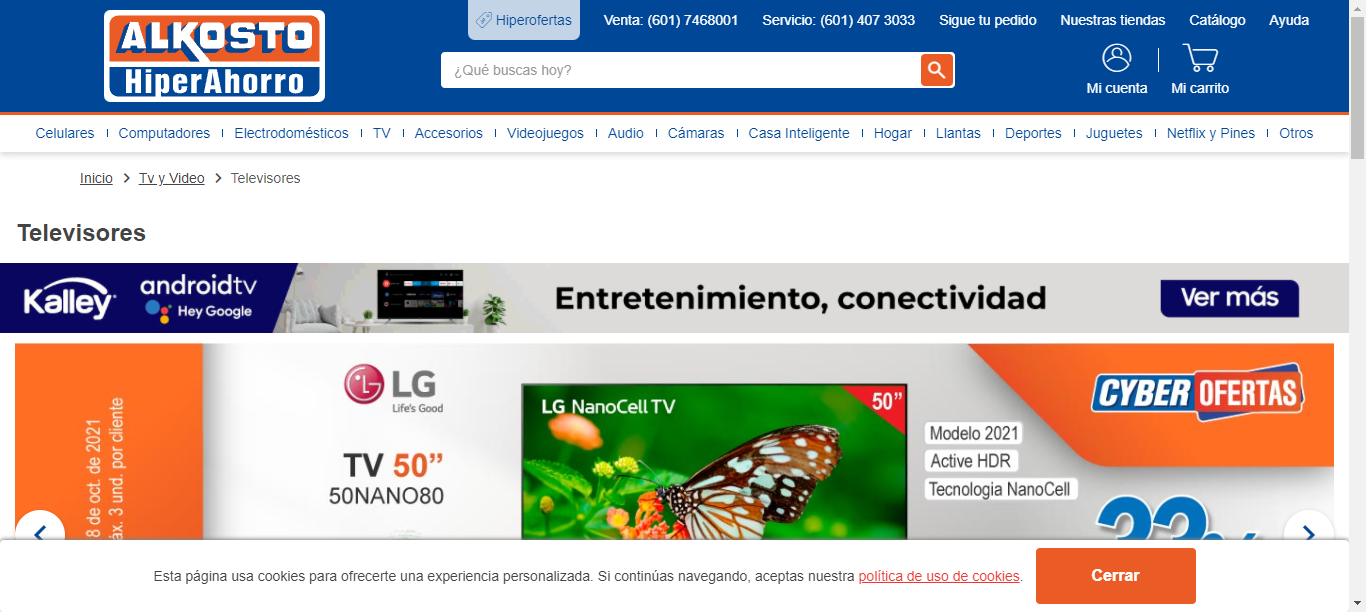 ALKOSTO
HiperAhorro
Hiperofertas
Venta: (601) 7468001
Servicio: (601) 407 3033
Sigue tu pedido
Nuestras tiendas
Catálogo
Ayuda
¿Qué buscas hoy?
Mi cuenta
Mi carrito
Celulares
Computadores
Electrodomésticos
TV
Accesorios
Videojuegos
Audio
Cámaras
Casa Inteligente
Hogar
Llantas
Deportes
Juguetes
Netflix y Pines
Otros
Inicio > Tv y Video > Televisores
Televisores
Kalley
androidtv
Hey Google
Entretenimiento, conectividad
Ver más
8 de oct. de 2021
áx. 3 und. por cliente
LG
Life's Good
TV 50”
50NANO80
LG NanoCell TV
50”
CYBER OFERTAS
Modelo 2021
Active HDR
Tecnologia NanoCell
Esta página usa cookies para ofrecerte una experiencia personalizada. Si continúas navegando, aceptas nuestra política de uso de cookies.
Cerrar